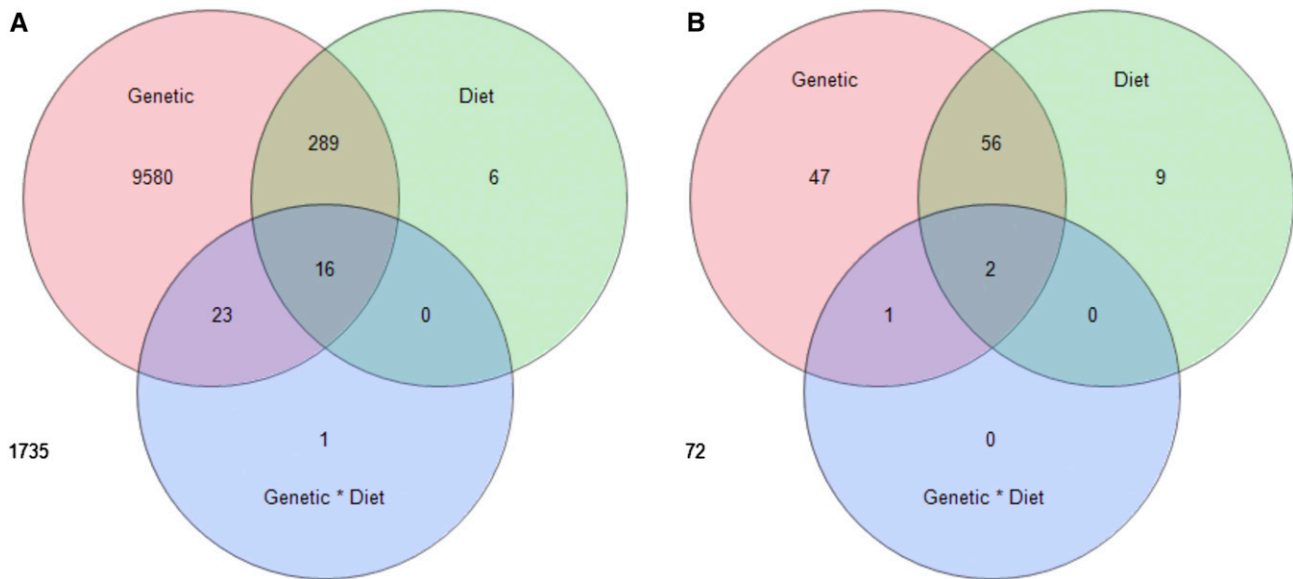 A
Genetic
Diet
289
9580
6
16
23
0
1
1735
Genetic * Diet
B
Genetic
Diet
56
47
9
2
1
0
0
72
Genetic * Diet